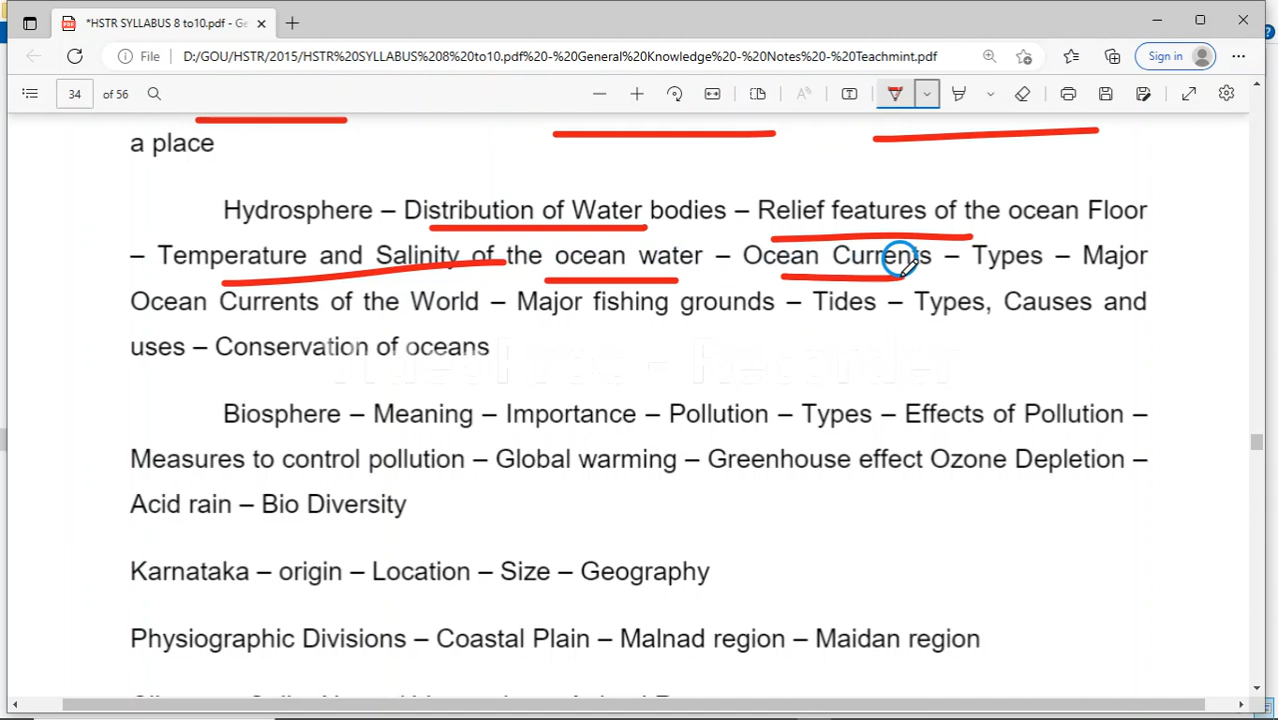 *HSTR SYLLABUS 8 to10.pdf - Ge
File D:/GOU/HSTR/2015/HSTR%20SYLLABUS%208%20to10.pdf%20-%20General%20Knowledge%20-%20Notes%20-%20Teachmint.pdf
Sign in
34 of 56
a place
Hydrosphere – Distribution of Water bodies – Relief features of the ocean Floor
– Temperature and Salinity of the ocean water – Ocean Currents – Types – Major
Ocean Currents of the World – Major fishing grounds – Tides – Types, Causes and
uses – Conservation of oceans
Recorder
Biosphere – Meaning – Importance – Pollution – Types – Effects of Pollution –
Measures to control pollution – Global warming – Greenhouse effect Ozone Depletion –
Acid rain – Bio Diversity
Karnataka – origin – Location – Size – Geography
Physiographic Divisions – Coastal Plain – Malnad region – Maidan region